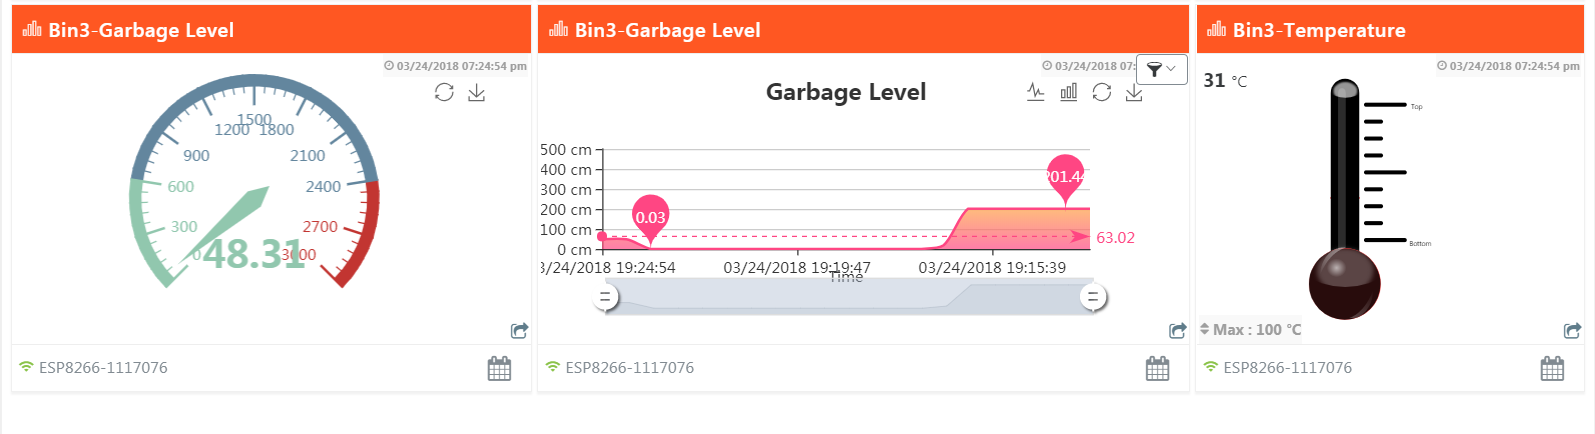 Bin3-Garbage Level
03/24/2018 07:24:54 pm
1500
1200 1800
900 2100
600 2400
300 2700
0 3000
48.31
ESP8266-1117076
Bin3-Garbage Level
03/24/2018 07:
Garbage Level
500 cm
400 cm
300 cm
200 cm
100 cm
0 cm
0.03
201.44
63.02
3/24/2018 19:24:54 03/24/2018 19:19:47 03/24/2018 19:15:39
Time
ESP8266-1117076
Bin3-Temperature
03/24/2018 07:24:54 pm
31 °C
Top
Bottom
Max : 100 °C
ESP8266-1117076